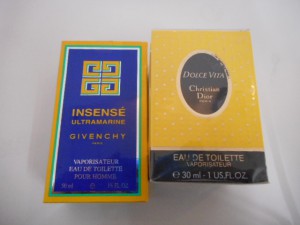 INSENSÉ
ULTRAMARINE
GIVENCHY
PARIS
VAPORISATEUR
EAU DE TOILETTE
POUR HOMME
DOLCE VITA
Christian
Dior
PARIS
EAU DE TOILETTE
VAPORISATEUR
℮ 30 ml - 1 US.FL.OZ.